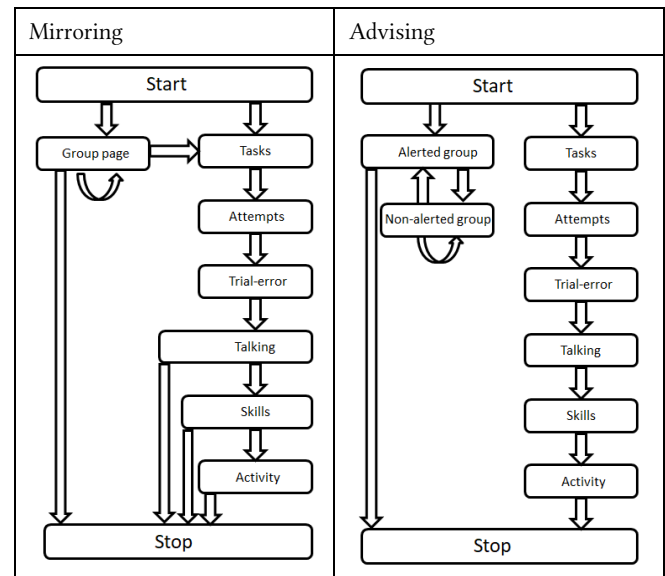 Mirroring
Advising
Start
Group page
Tasks
Attempts
Trial-error
Talking
Skills
Activity
Stop
Start
Alerted group
Tasks
Non-alerted group
Attempts
Trial-error
Talking
Skills
Activity
Stop